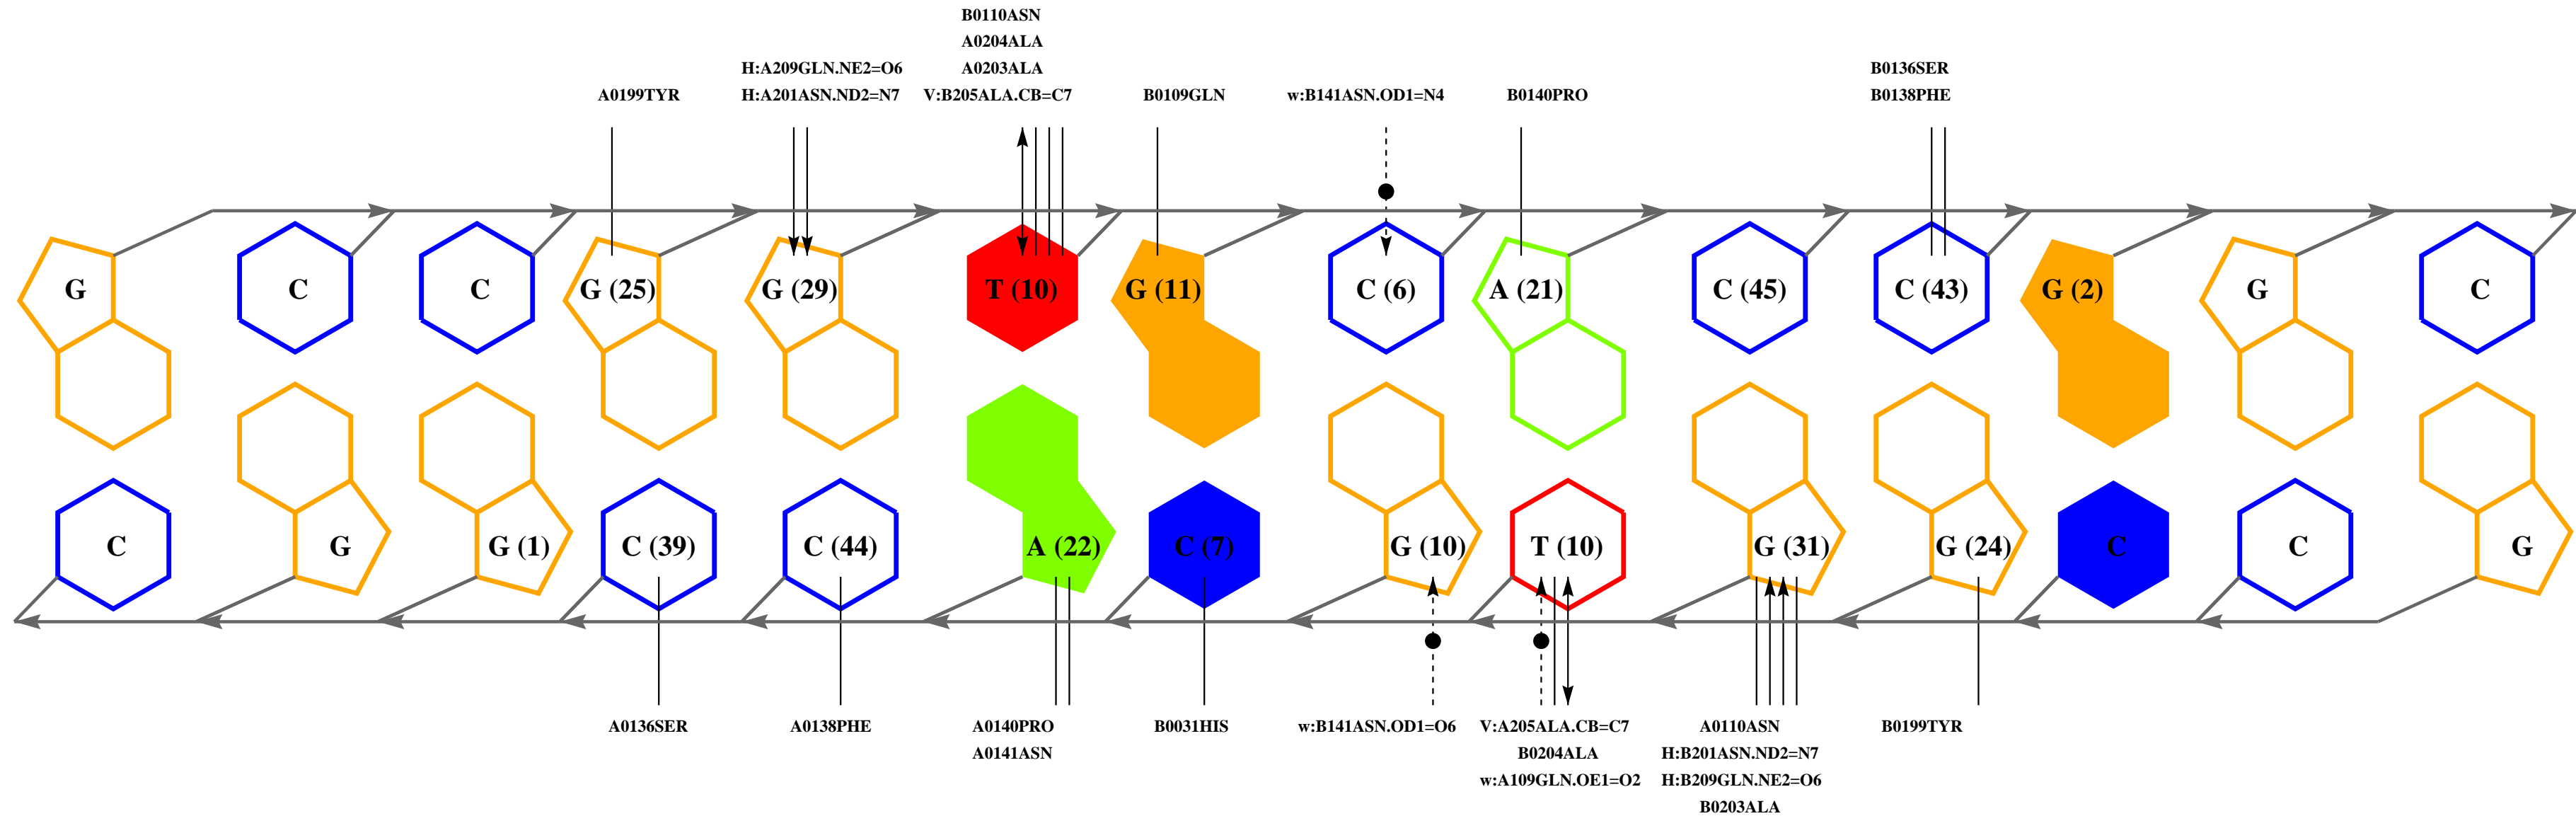 B0110ASN
A0204ALA
H:A209GLN.NE2=O6 A0203ALA B0136SER
A0199TYR H:A201ASN.ND2=N7 V:B205ALA.CB=C7 B0109GLN w:B141ASN.OD1=N4 B0140PRO B0138PHE
G C C G (25) G (29) T (10) G (11) C (6) A (21) C (45) C (43) G (2) G C
C G G (1) C (39) C (44) A (22) C (7) G (10) T (10) G (31) G (24) C C G
A0136SER A0138PHE A0140PRO B0031HIS w:B141ASN.OD1=O6 V:A205ALA.CB=C7 A0110ASN B0199TYR
A0141ASN B0204ALA H:B201ASN.ND2=N7
w:A109GLN.OE1=O2 H:B209GLN.NE2=O6
B0203ALA